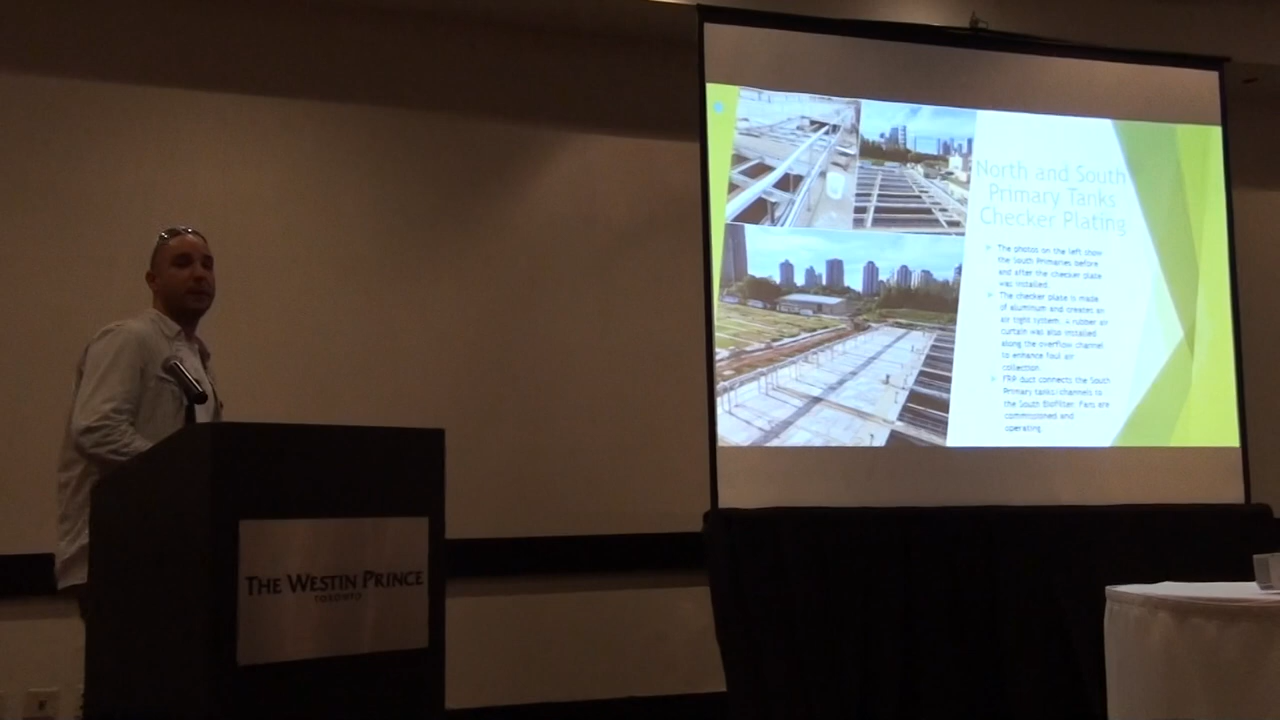 THE WESTIN PRINCE
TORONTO
North and South
Primary Tanks
Checker Plating
The photos on the left show
the South Primaries before
and after the checker plate
was installed.
The checker plate is made
of aluminum and creates an
air tight system. A rubber air
curtain was also installed
along the overflow channel
to enhance foul air
collection.
FRP duct connects the South
Primary tanks/channels to
the South Biofilter. Fans are
commissioned and
operating.